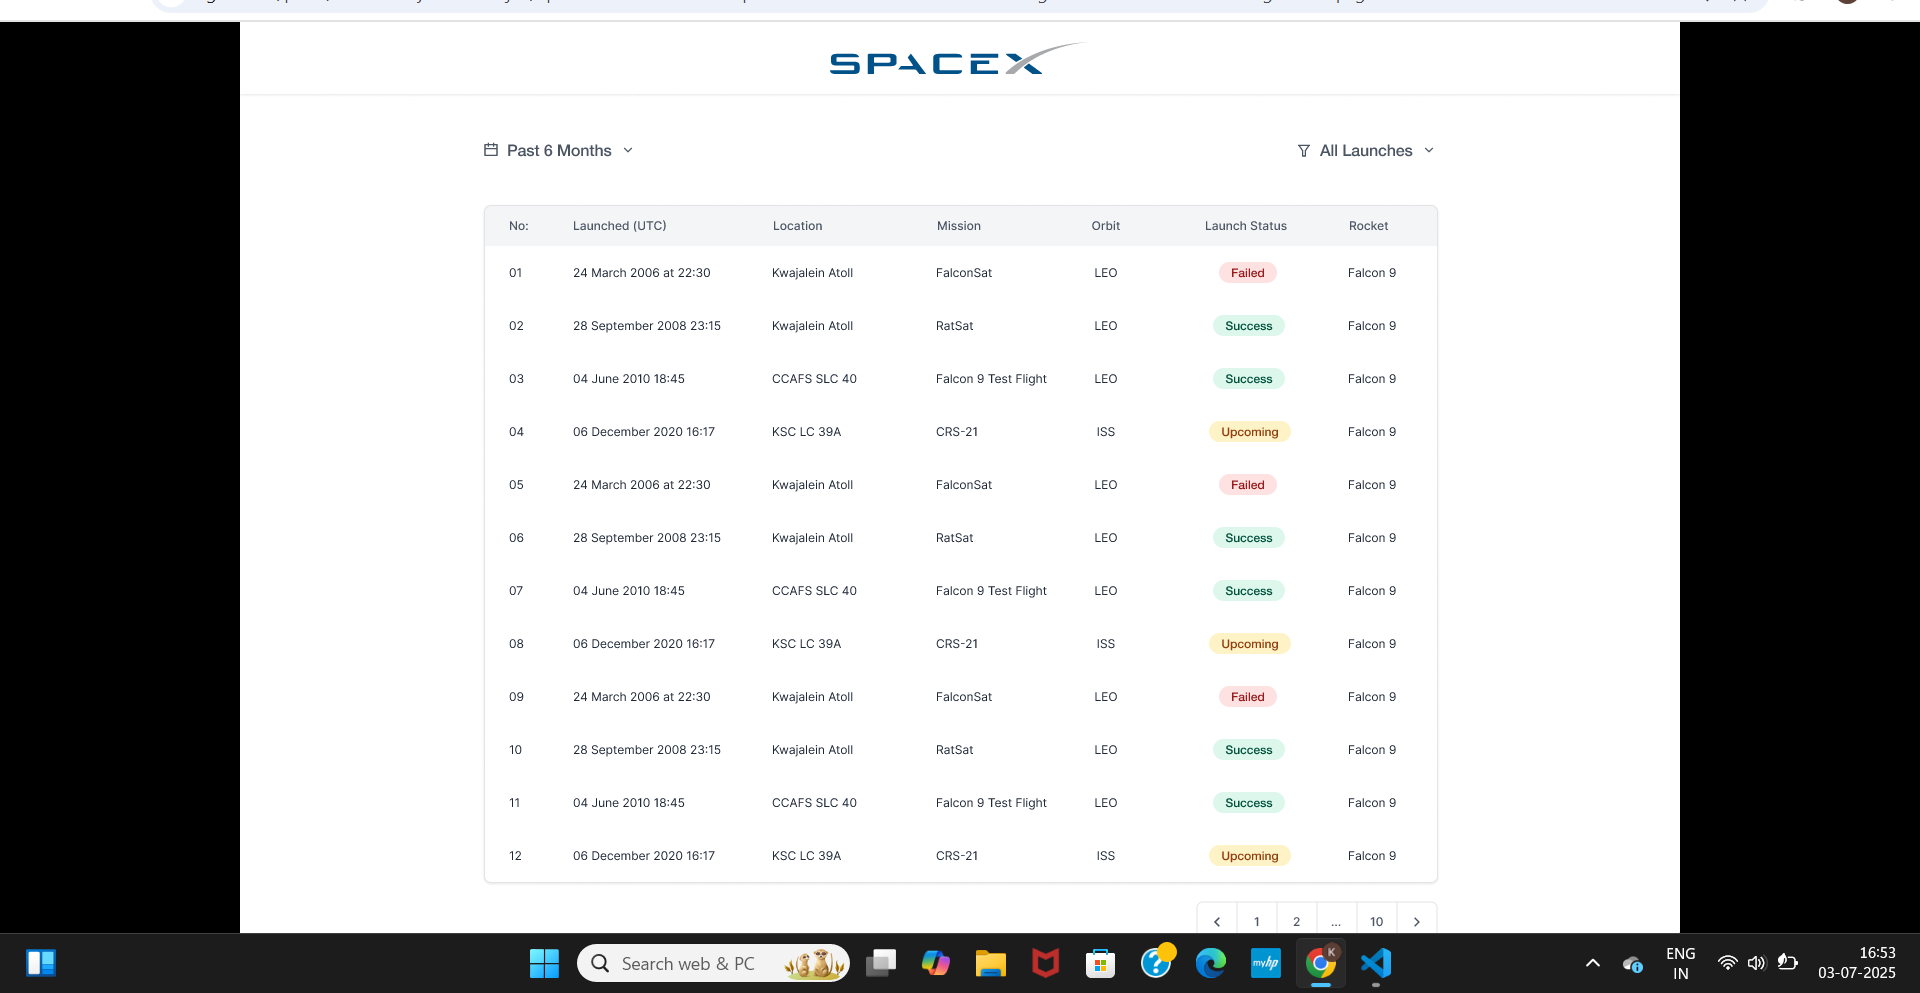 SPACEX
Past 6 Months
All Launches
No: Launched (UTC) Location Mission Orbit Launch Status Rocket
01 24 March 2006 at 22:30 Kwajalein Atoll FalconSat LEO Failed Falcon 9
02 28 September 2008 23:15 Kwajalein Atoll RatSat LEO Success Falcon 9
03 04 June 2010 18:45 CCAFS SLC 40 Falcon 9 Test Flight LEO Success Falcon 9
04 06 December 2020 16:17 KSC LC 39A CRS-21 ISS Upcoming Falcon 9
05 24 March 2006 at 22:30 Kwajalein Atoll FalconSat LEO Failed Falcon 9
06 28 September 2008 23:15 Kwajalein Atoll RatSat LEO Success Falcon 9
07 04 June 2010 18:45 CCAFS SLC 40 Falcon 9 Test Flight LEO Success Falcon 9
08 06 December 2020 16:17 KSC LC 39A CRS-21 ISS Upcoming Falcon 9
09 24 March 2006 at 22:30 Kwajalein Atoll FalconSat LEO Failed Falcon 9
10 28 September 2008 23:15 Kwajalein Atoll RatSat LEO Success Falcon 9
11 04 June 2010 18:45 CCAFS SLC 40 Falcon 9 Test Flight LEO Success Falcon 9
12 06 December 2020 16:17 KSC LC 39A CRS-21 ISS Upcoming Falcon 9
< 1 2 ... 10 >
Search web & PC
myhp
K
ENG
IN
16:53
03-07-2025